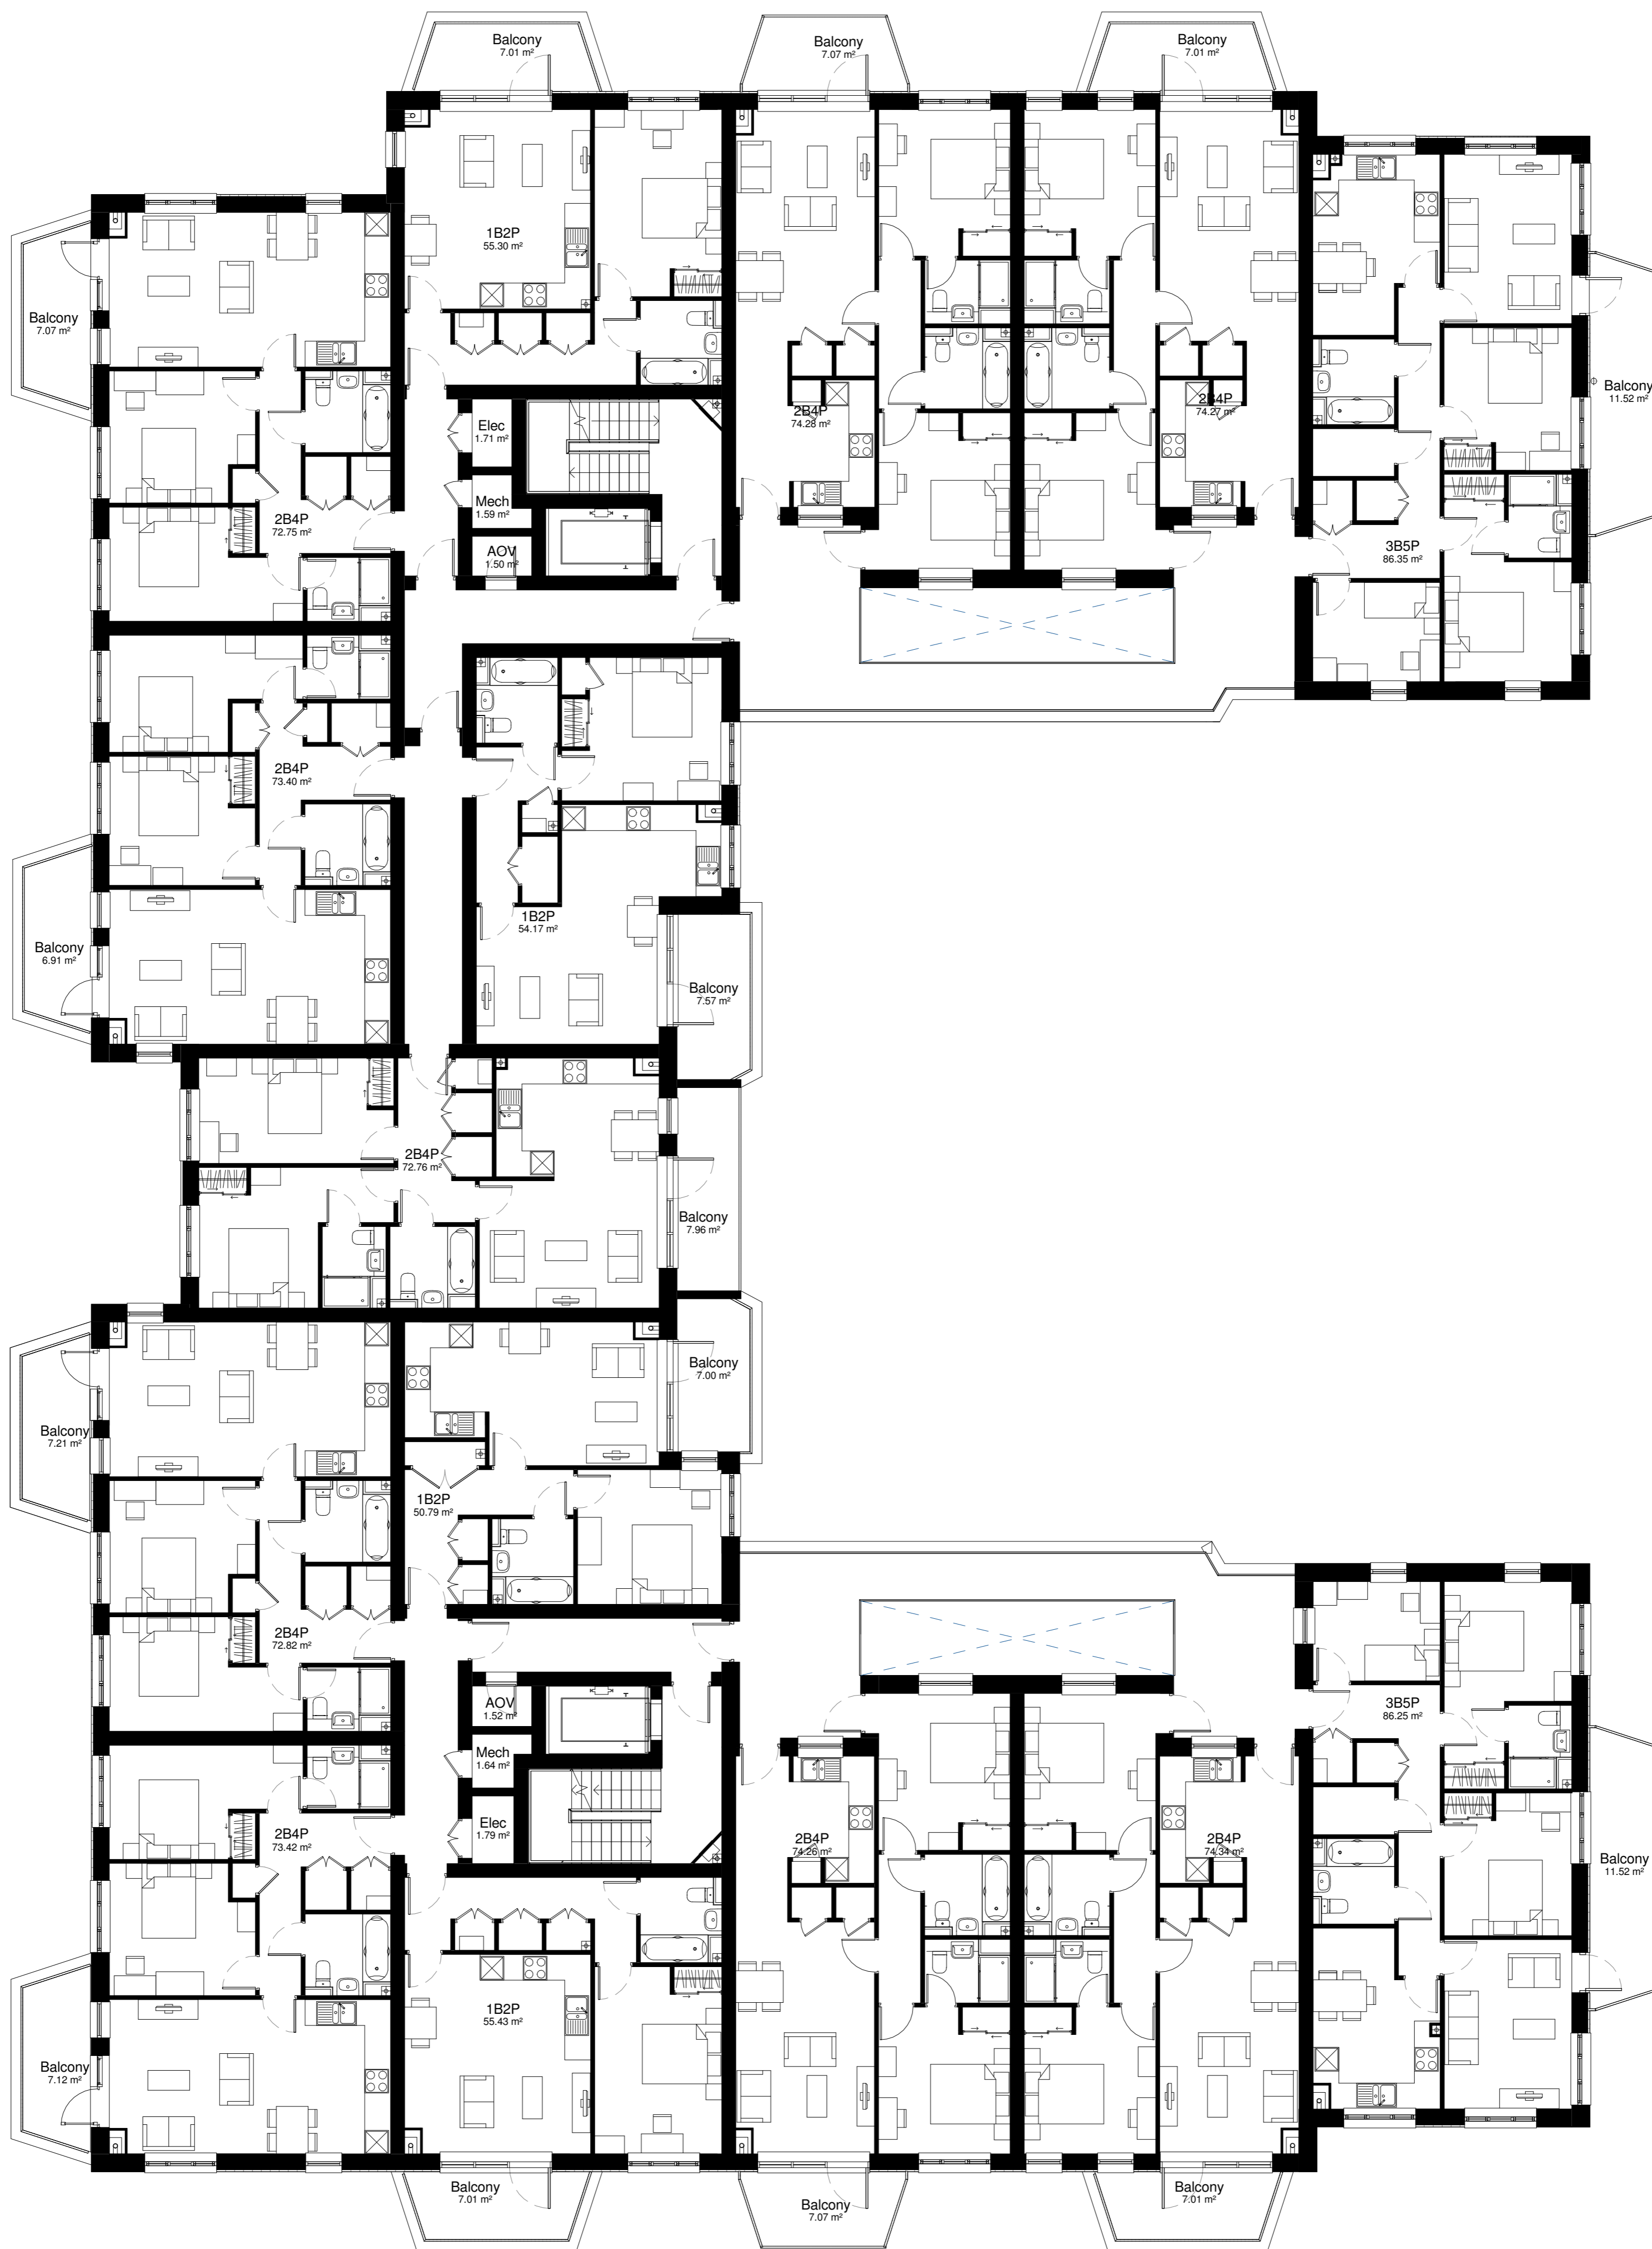 Balcony
7.01 m²
Balcony
7.07 m²
Balcony
7.01 m²
1B2P
55.30 m²
Balcony
7.07 m²
Balcony
11.52 m²
2B4P
74.28 m²
2B4P
74.27 m²
Elec
1.71 m²
Mech
1.59 m²
2B4P
72.75 m²
AOV
1.50 m²
3B5P
86.35 m²
2B4P
73.40 m²
1B2P
54.17 m²
Balcony
6.91 m²
Balcony
7.57 m²
2B4P
72.76 m²
Balcony
7.96 m²
Balcony
7.00 m²
Balcony
7.21 m²
1B2P
50.79 m²
2B4P
72.82 m²
AOV
1.52 m²
3B5P
86.25 m²
Mech
1.64 m²
Elec
1.79 m²
2B4P
73.42 m²
2B4P
74.26 m²
2B4P
74.34 m²
Balcony
11.52 m²
1B2P
55.43 m²
Balcony
7.12 m²
Balcony
7.01 m²
Balcony
7.07 m²
Balcony
7.01 m²